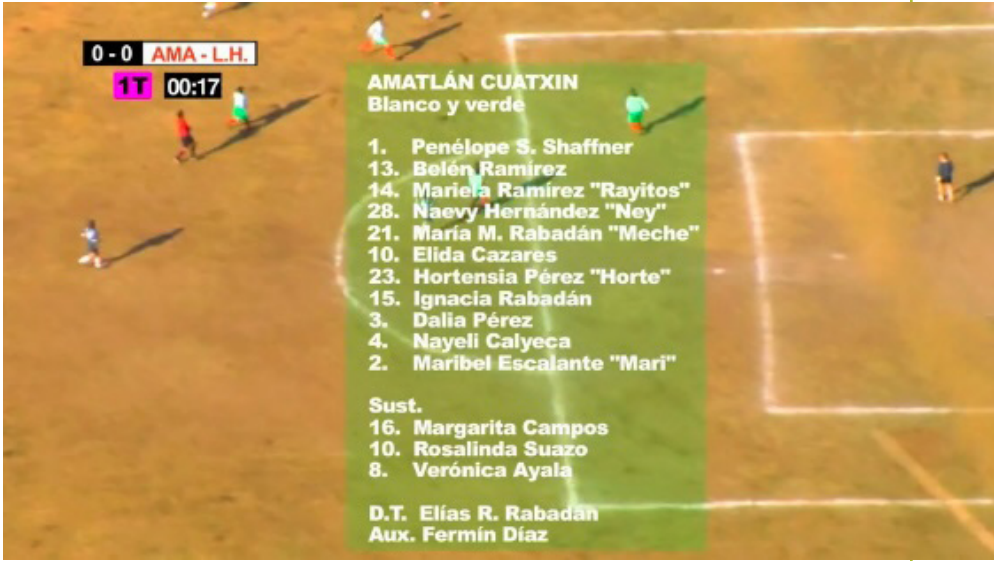 0 - 0 AMA - L.H.
1T 00:17
AMATLÁN CUATXIN
Blanco y verde
1. Penélope S. Shaffner
13. Belén Ramírez
14. Mariela Ramírez "Rayitos"
28. Naevy Hernández "Ney"
21. María M. Rabadán "Meche"
10. Elida Cazares
23. Hortensia Pérez "Horte"
15. Ignacia Rabadán
3. Dalia Pérez
4. Nayeli Calyeca
2. Maribel Escalante "Mari"
Sust.
16. Margarita Campos
10. Rosalinda Suazo
8. Verónica Ayala
D.T. Elías R. Rabadán
Aux. Fermín Díaz